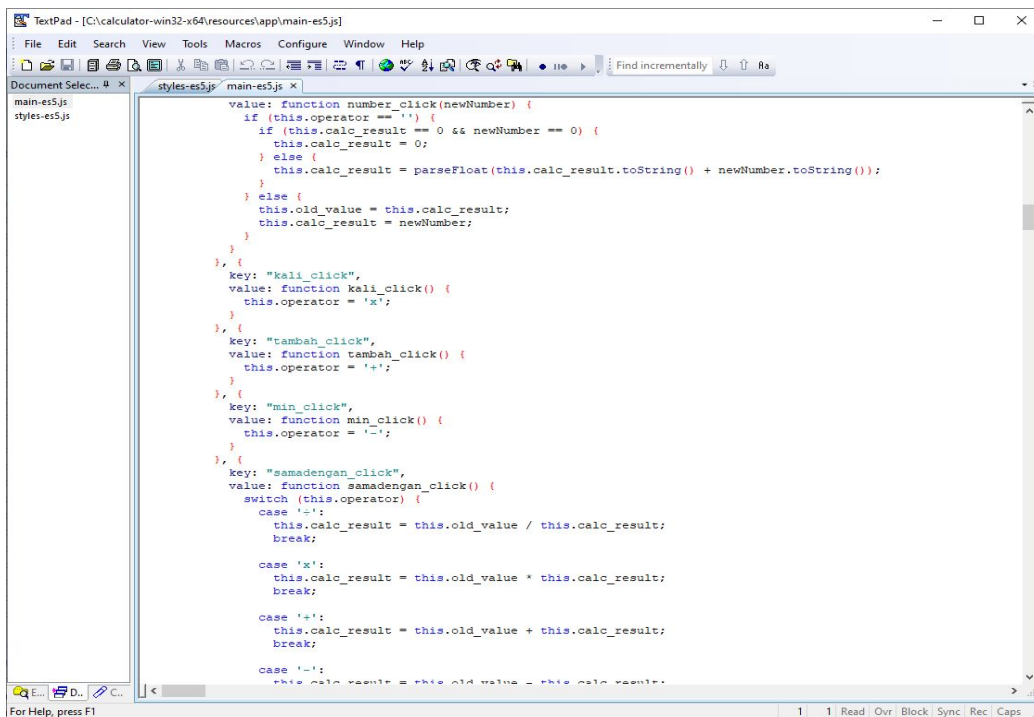 TextPad - [C:\calculator-win32-x64\resources\app\main-es5.js]
File Edit Search View Tools Macros Configure Window Help
Find incrementally
Document Selec...
styles-es5.js main-es5.js
main-es5.js
styles-es5.js
value: function number_click(newNumber) {
if (this.operator == '') {
if (this.calc_result == 0 && newNumber == 0) {
this.calc_result = 0;
} else {
this.calc_result = parseFloat(this.calc_result.toString() + newNumber.toString());
}
} else {
this.old_value = this.calc_result;
this.calc_result = newNumber;
}
}
}, {
key: "kali_click",
value: function kali_click() {
this.operator = 'x';
}
}, {
key: "tambah_click",
value: function tambah_click() {
this.operator = '+';
}
}, {
key: "min_click",
value: function min_click() {
this.operator = '-';
}
}, {
key: "samadengan_click",
value: function samadengan_click() {
switch (this.operator) {
case '÷':
this.calc_result = this.old_value / this.calc_result;
break;
case 'x':
this.calc_result = this.old_value * this.calc_result;
break;
case '+':
this.calc_result = this.old_value + this.calc_result;
break;
case '-':
this.calc_result = this.old_value - this.calc_result;
E... D.. C..
For Help, press F1
1 1 Read Ovr Block Sync Rec Caps